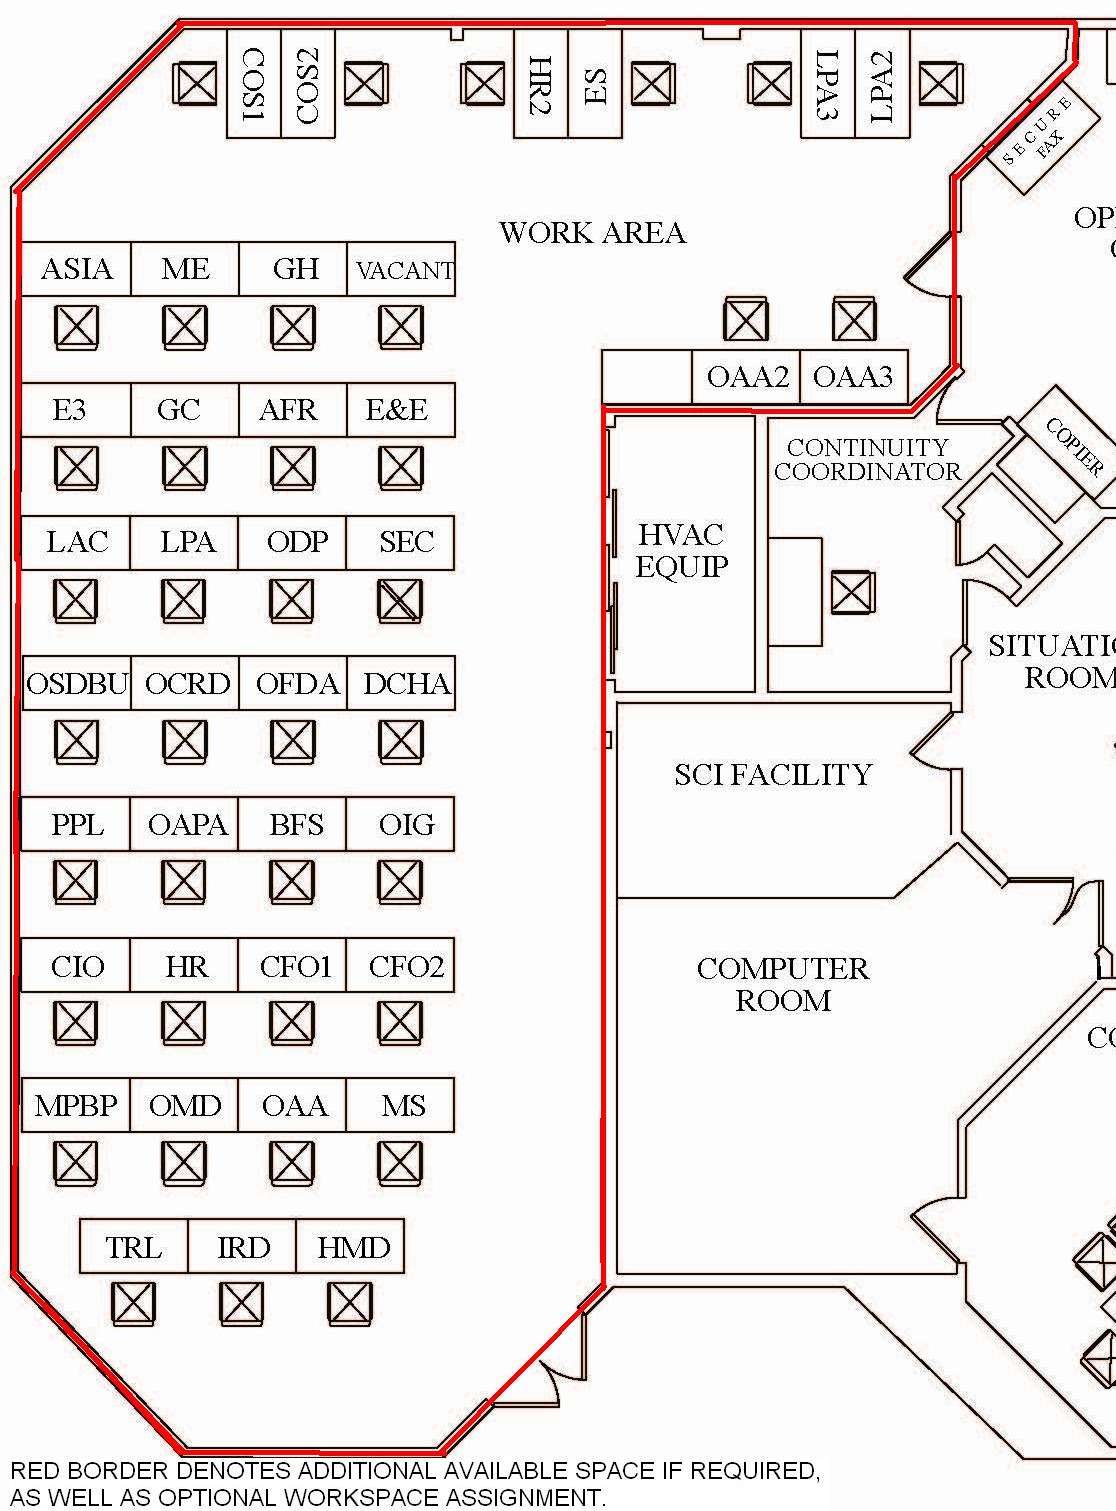 COS1
COS2
HR2
ES
LPA3
LPA2
SECURE
FAX
WORK AREA
ASIA ME GH VACANT
OAA2 OAA3
E3 GC AFR E&E
CONTINUITY
COORDINATOR
COPIER
HVAC
EQUIP
LAC LPA ODP SEC
ROOM
OSDBU OCRD OFDA DCHA
SCI FACILITY
PPL OAPA BFS OIG
CIO HR CFO1 CFO2
COMPUTER
ROOM
MPBP OMD OAA MS
TRL IRD HMD
RED BORDER DENOTES ADDITIONAL AVAILABLE SPACE IF REQUIRED,
AS WELL AS OPTIONAL WORKSPACE ASSIGNMENT.